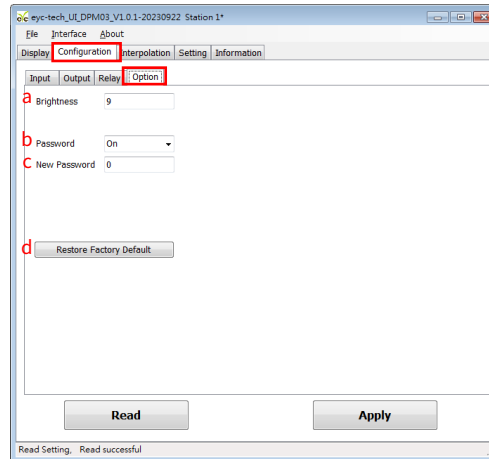 eyc-tech_UI_DPM03_V1.0.1-20230922 Station 1*
File Interface About
Display Configuration Interpolation Setting Information
Input Output Relay Option
a Brightness 9
b Password On
c New Password 0
d Restore Factory Default
Read Apply
Read Setting, Read successful